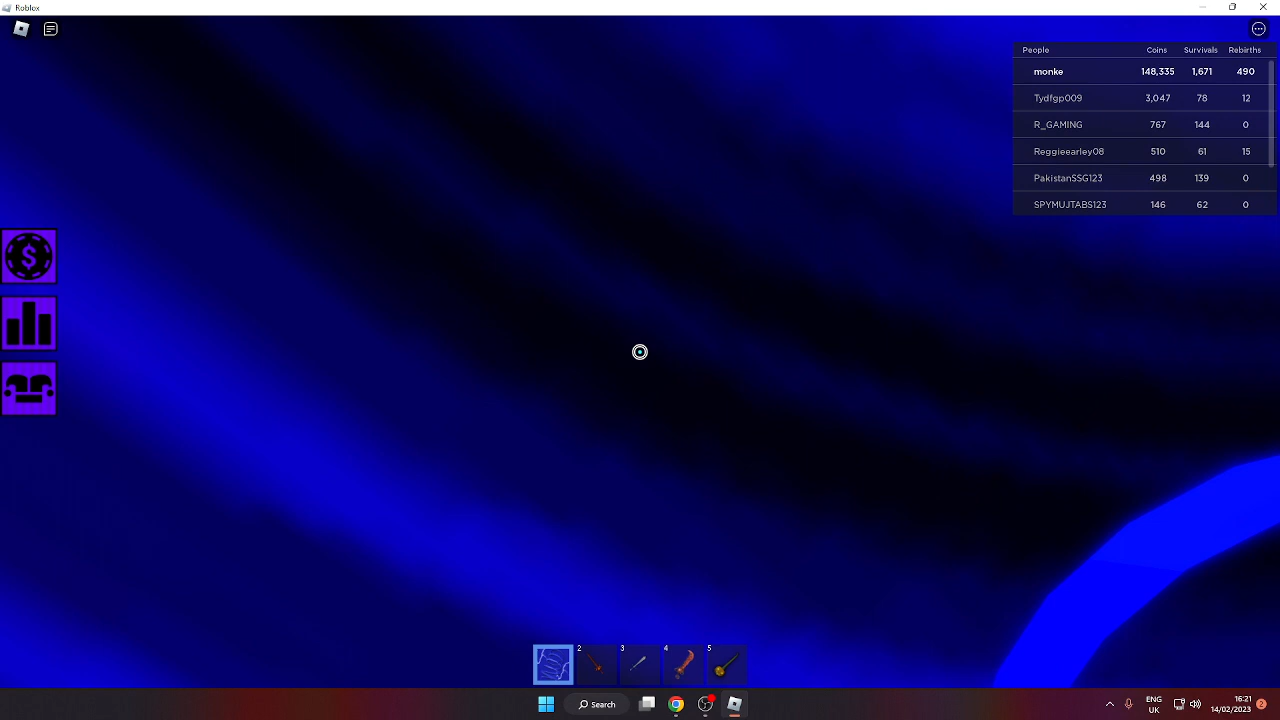 Roblox
People Coins Survivals Rebirths
monke 148,335 1,671 490
Tydfgp009 3,047 78 12
R_GAMING 767 144 0
Reggieearley08 510 61 15
PakistanSSG123 498 139 0
SPYMUJTABS123 146 62 0
$
2 3 4 5
Search
ENG
UK
16:21
14/02/2023
2